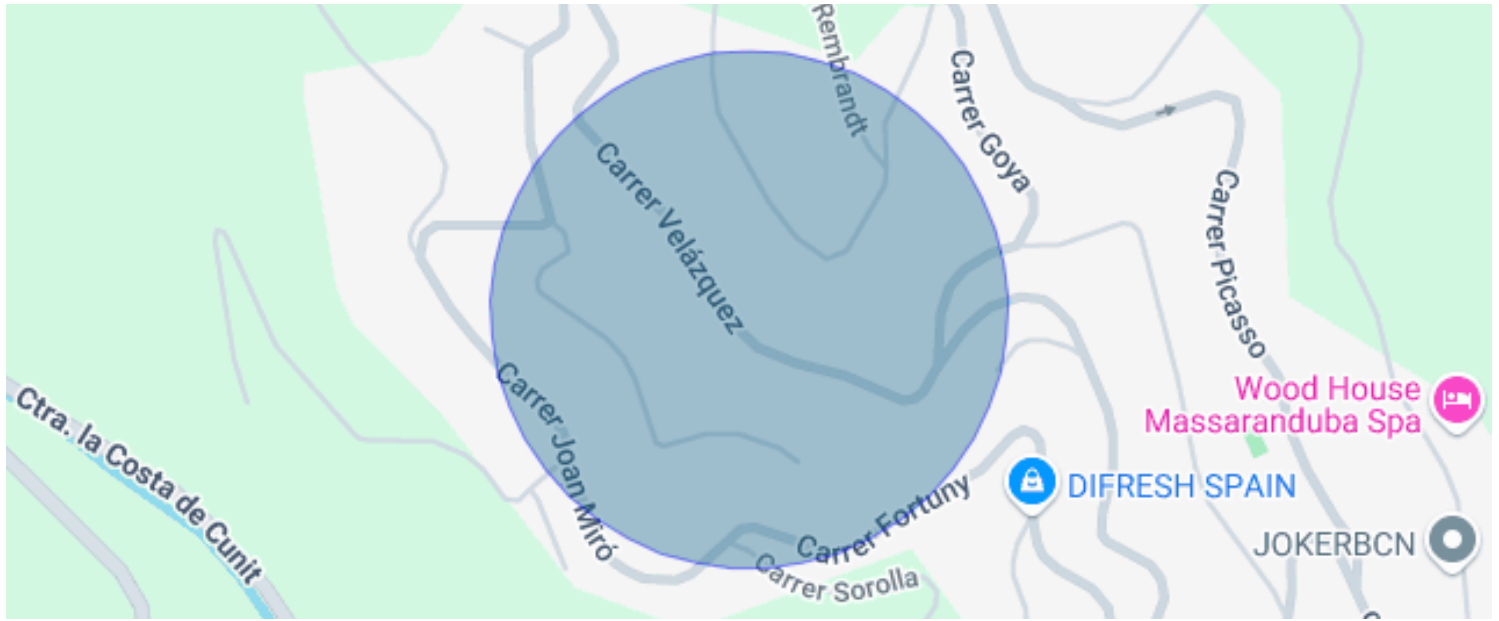 Rembrandt
Carrer Goya
Carrer Velázquez
Carrer Picasso
Ctra. la Costa de Cunit
Carrer Joan Miró
Wood House
Massaranduba Spa
DIFRESH SPAIN
Carrer Fortuny
JOKERBCN
Carrer Sorolla